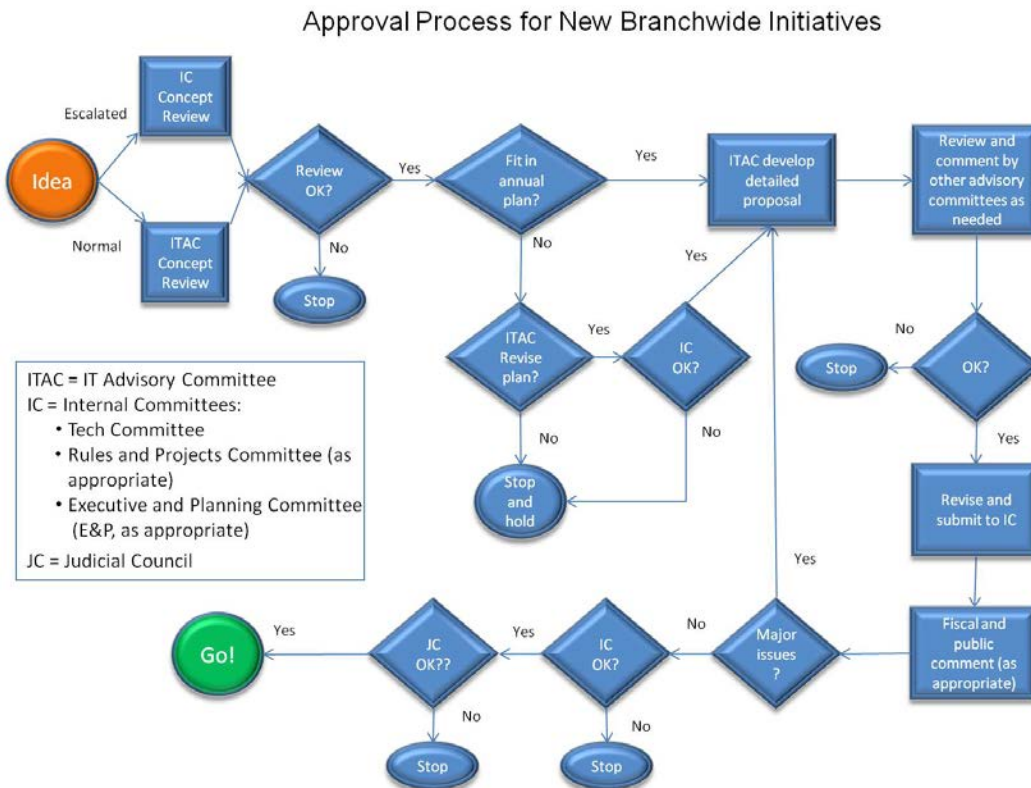 Approval Process for New Branchwide Initiatives
IC
Concept
Review
Escalated
Idea
Normal
ITAC
Concept
Review
Review
OK?
Yes
No
Stop
Fit in
annual
plan?
Yes
No
ITAC develop
detailed
proposal
Review and
comment by
other advisory
committees as
needed
ITAC
Revise
plan?
Yes
No
IC
OK?
Yes
No
Stop
and
hold
OK?
No
Stop
Yes
Revise and
submit to IC
Fiscal and
public
comment (as
appropriate)
Major
issues
?
Yes
No
IC
OK?
Yes
No
Stop
JC
OK??
Yes
No
Stop
Go!
ITAC = IT Advisory Committee
IC = Internal Committees:
• Tech Committee
• Rules and Projects Committee (as
appropriate)
• Executive and Planning Committee
(E&P, as appropriate)
JC = Judicial Council